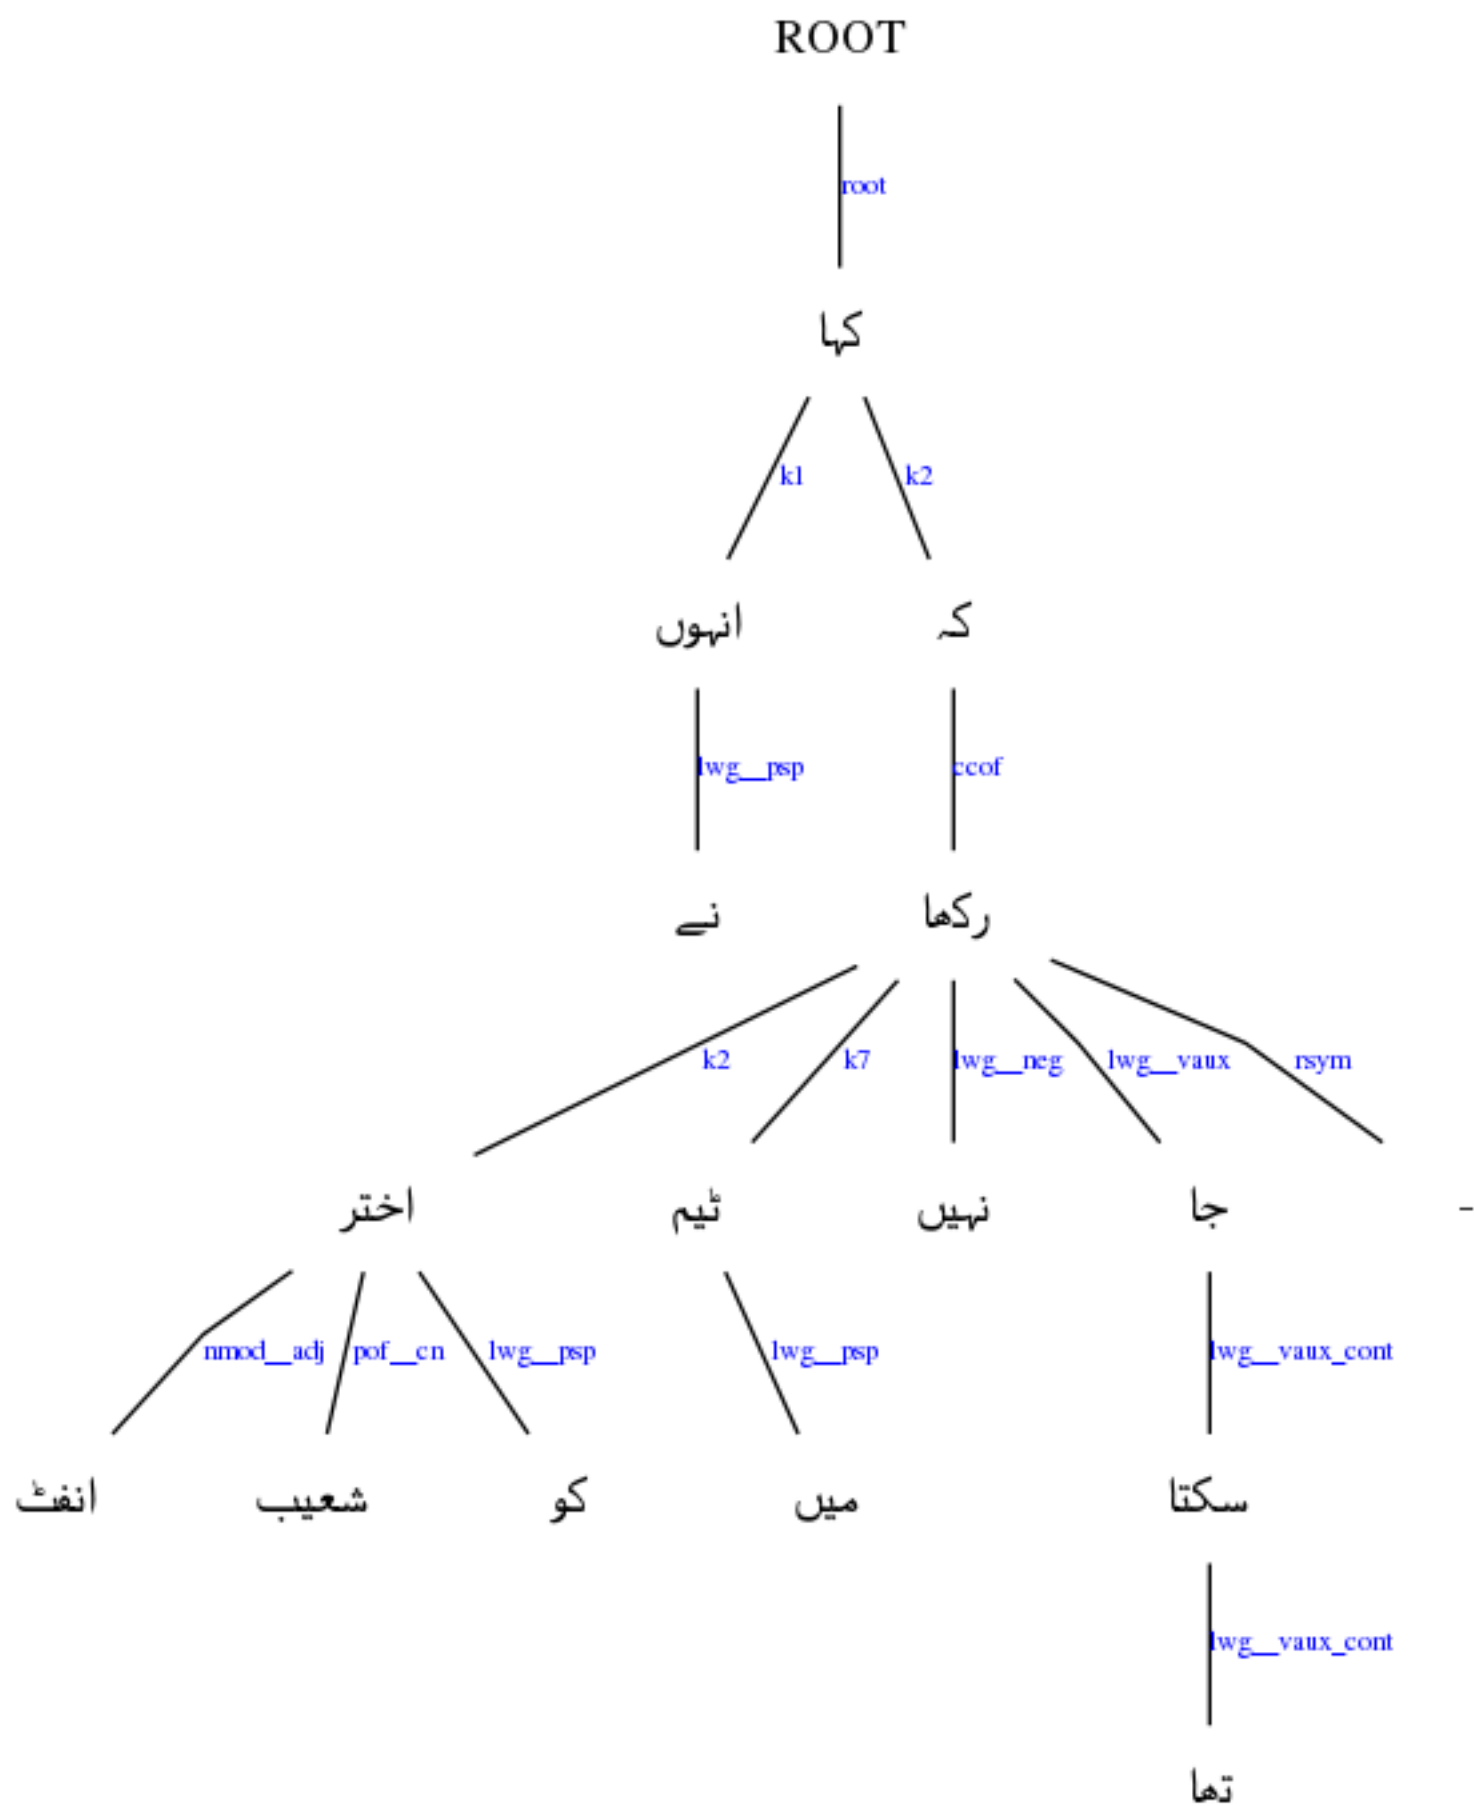 ROOT
root
کہا
k1 k2
انہوں کہ
lwg__psp ccof
نے رکھا
k2 k7 lwg__neg lwg__vaux rsym
اختر ٹیم نہیں جا -
nmod__adj pof__cn lwg__psp lwg__psp lwg__vaux_cont
انفٹ شعیب کو میں سکتا
lwg__vaux_cont
تھا